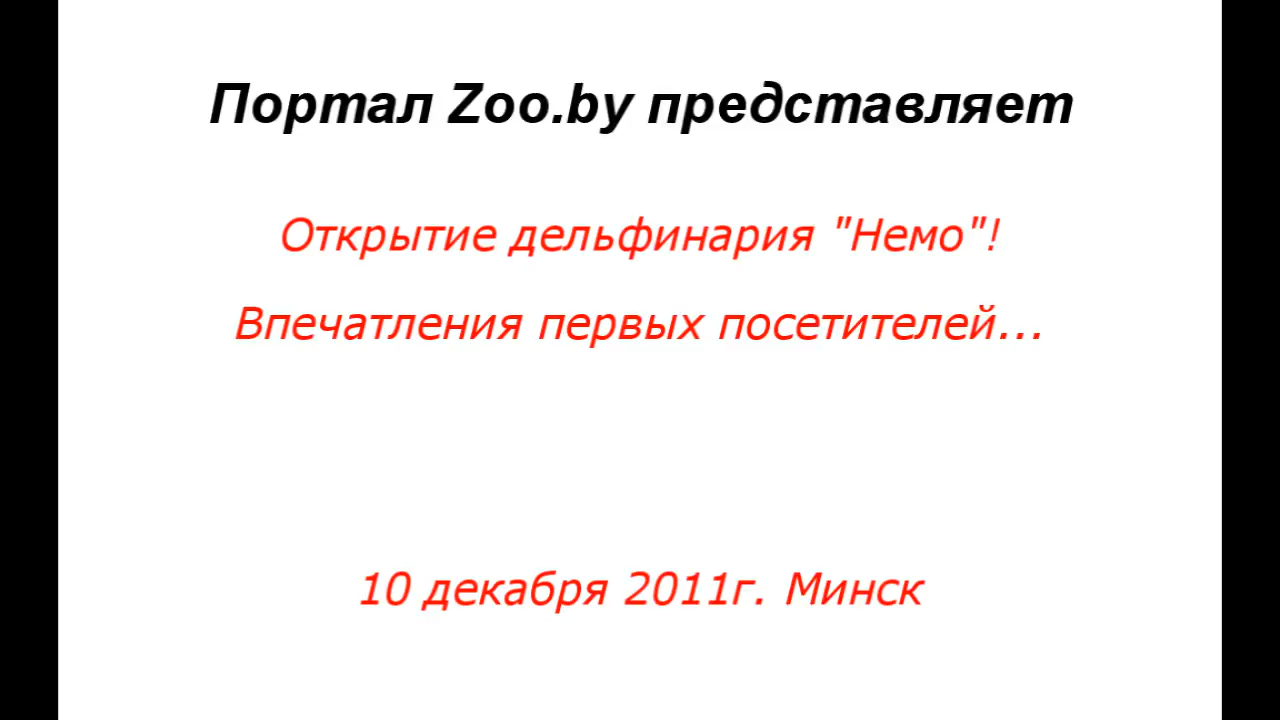 Портал Zoo.by представляет
Открытие дельфинария "Немо"!
Впечатления первых посетителей...
10 декабря 2011г. Минск